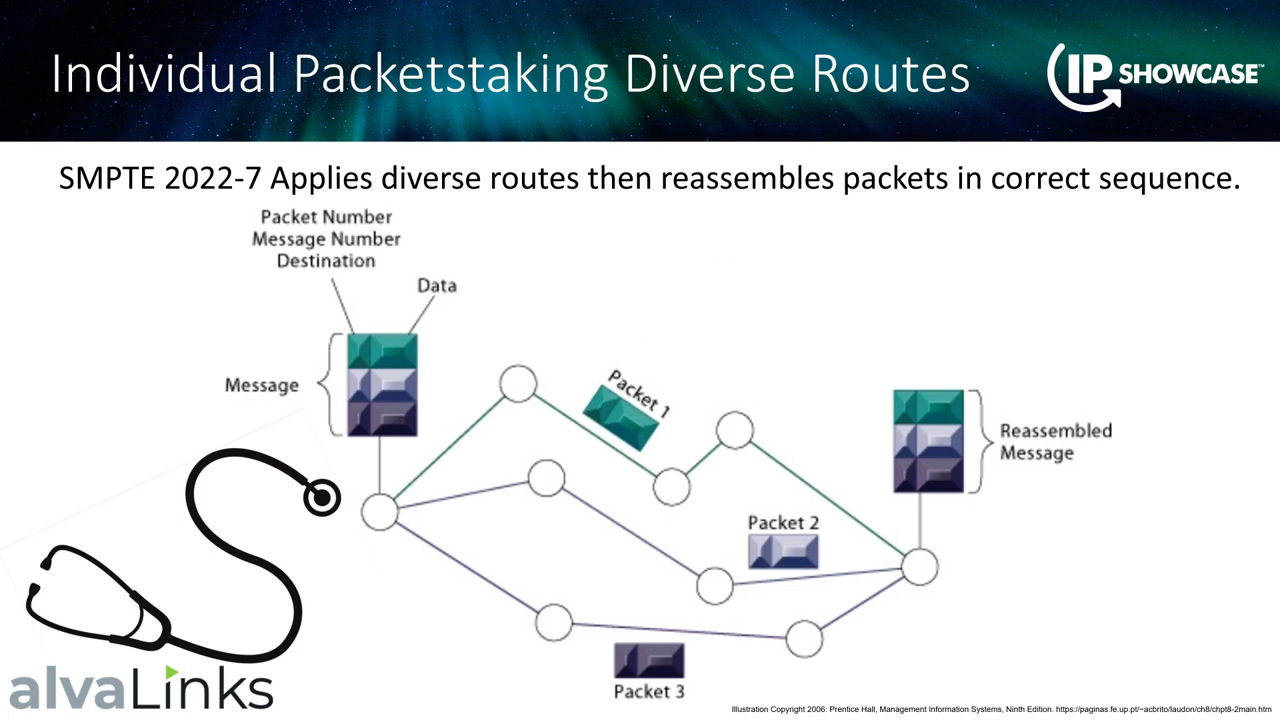 Individual Packetstaking Diverse Routes
IP SHOWCASE™
SMPTE 2022-7 Applies diverse routes then reassembles packets in correct sequence.
Packet Number
Message Number
Destination
Data
Message
Packet 1
Reassembled
Message
Packet 2
Packet 3
alvaLinks
Illustration Copyright 2006: Prentice Hall, Management Information Systems, Ninth Edition. https://paginas.fe.up.pt/~acbrito/laudon/ch8/chpt8-2main.htm